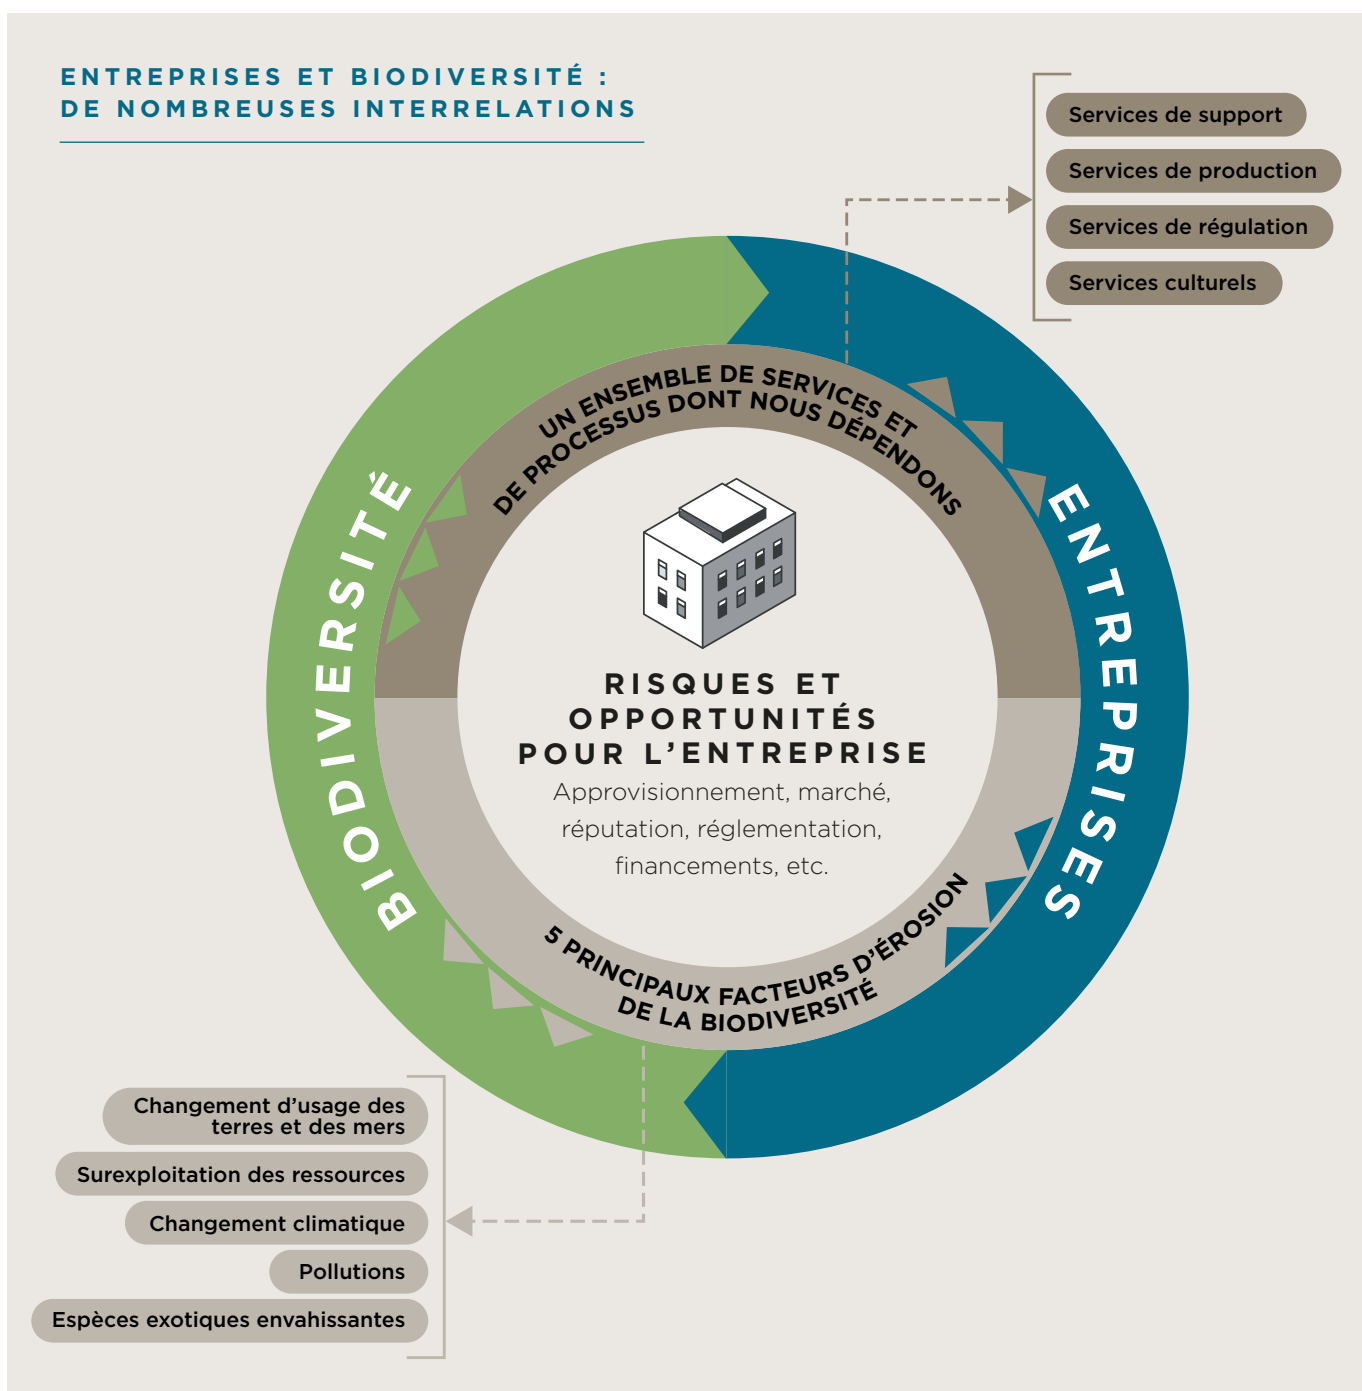 ENTREPRISES ET BIODIVERSITÉ :
DE NOMBREUSES INTERRELATIONS
Services de support
Services de production
Services de régulation
Services culturels
UN ENSEMBLE DE SERVICES ET
DE PROCESSUS DONT NOUS DÉPENDONS
BIODIVERSITÉ
ENTREPRISES
RISQUES ET
OPPORTUNITÉS
POUR L’ENTREPRISE
Approvisionnement, marché,
réputation, réglementation,
financements, etc.
5 PRINCIPAUX FACTEURS D’ÉROSION
DE LA BIODIVERSITÉ
Changement d’usage des
terres et des mers
Surexploitation des ressources
Changement climatique
Pollutions
Espèces exotiques envahissantes